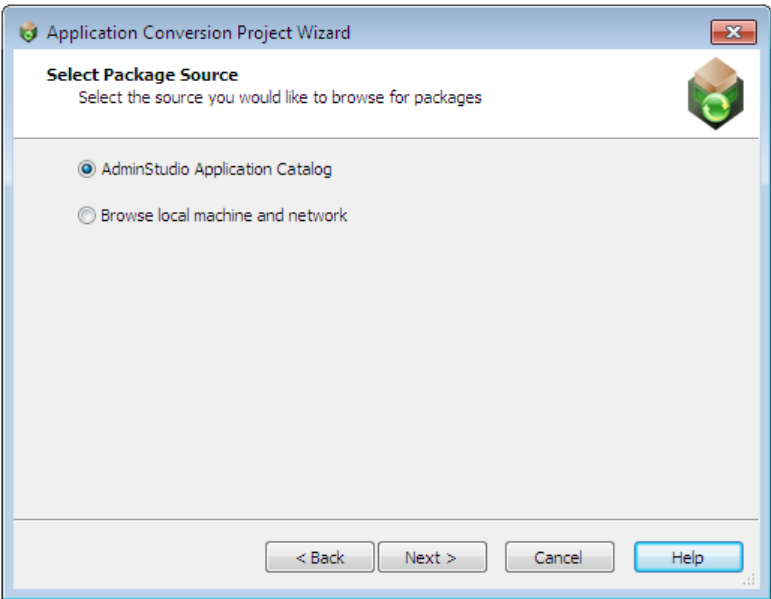 Application Conversion Project Wizard
Select Package Source
Select the source you would like to browse for packages
AdminStudio Application Catalog
Browse local machine and network
< Back Next > Cancel Help